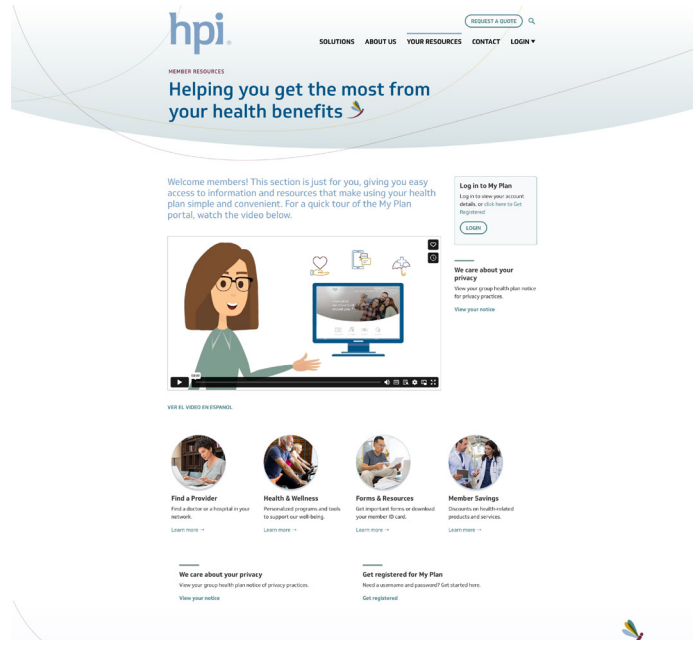 hpi
REQUEST A QUOTE
SOLUTIONS ABOUT US YOUR RESOURCES CONTACT LOGIN ▾
MEMBER RESOURCES
Helping you get the most from
your health benefits
Welcome members! This section is just for you, giving you easy
access to information and resources that make using your health
plan simple and convenient. For a quick tour of the My Plan
portal, watch the video below.
Log in to My Plan
Log in to view your account
details, or click here to Get
Registered
LOGIN
We care about your
privacy
View your group health plan notice
for privacy practices.
View your notice
VER EL VIDEO EN ESPANOL
Find a Provider
Find a doctor or a hospital in your
network.
Learn more →
Health & Wellness
Personalized programs and tools
to support our well-being.
Learn more →
Forms & Resources
Get important forms or download
your member ID card.
Learn more →
Member Savings
Discounts on health-related
products and services.
Learn more →
We care about your privacy
View your group health plan notice of privacy practices.
View your notice
Get registered for My Plan
Need a username and password? Get started here.
Get registered